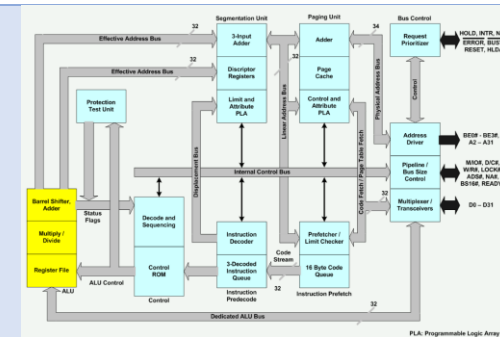 Segmentation Unit
Paging Unit
Bus Control
32
34
Effective Address Bus
3-Input
Adder
Adder
Request
Prioritizer
HOLD, INTR, N
ERROR, BUS
RESET, HLD
32
32
Effective Address Bus
Discriptor
Registers
Page
Cache
Protection
Test Unit
Limit and
Attribute
PLA
Control and
Attribute
PLA
Linear Address Bus
Physical Address Bus
Control
Displacement Bus
Code Fetch / Page Table Fetch
Address
Driver
BE0# - BE3#,
A2 – A31
Internal Control Bus
Pipeline /
Bus Size
Control
M/IO#, D/C#,
W/R#, LOCK#
ADS#, NA#,
BS16#, READY
Barrel Shifter,
Adder
Status
Flags
Decode and
Sequencing
Instruction
Decoder
Prefetcher /
Limit Checker
32
Multiplexer /
Transceivers
D0 – D31
Multiply /
Divide
Code
Stream
Register File
Control
ROM
3-Decoded
Instruction
Queue
16 Byte Code
Queue
32
ALU
ALU Control
Control
Instruction
Predecode
Instruction Prefetch
32
Dedicated ALU Bus
PLA: Programmable Logic Array